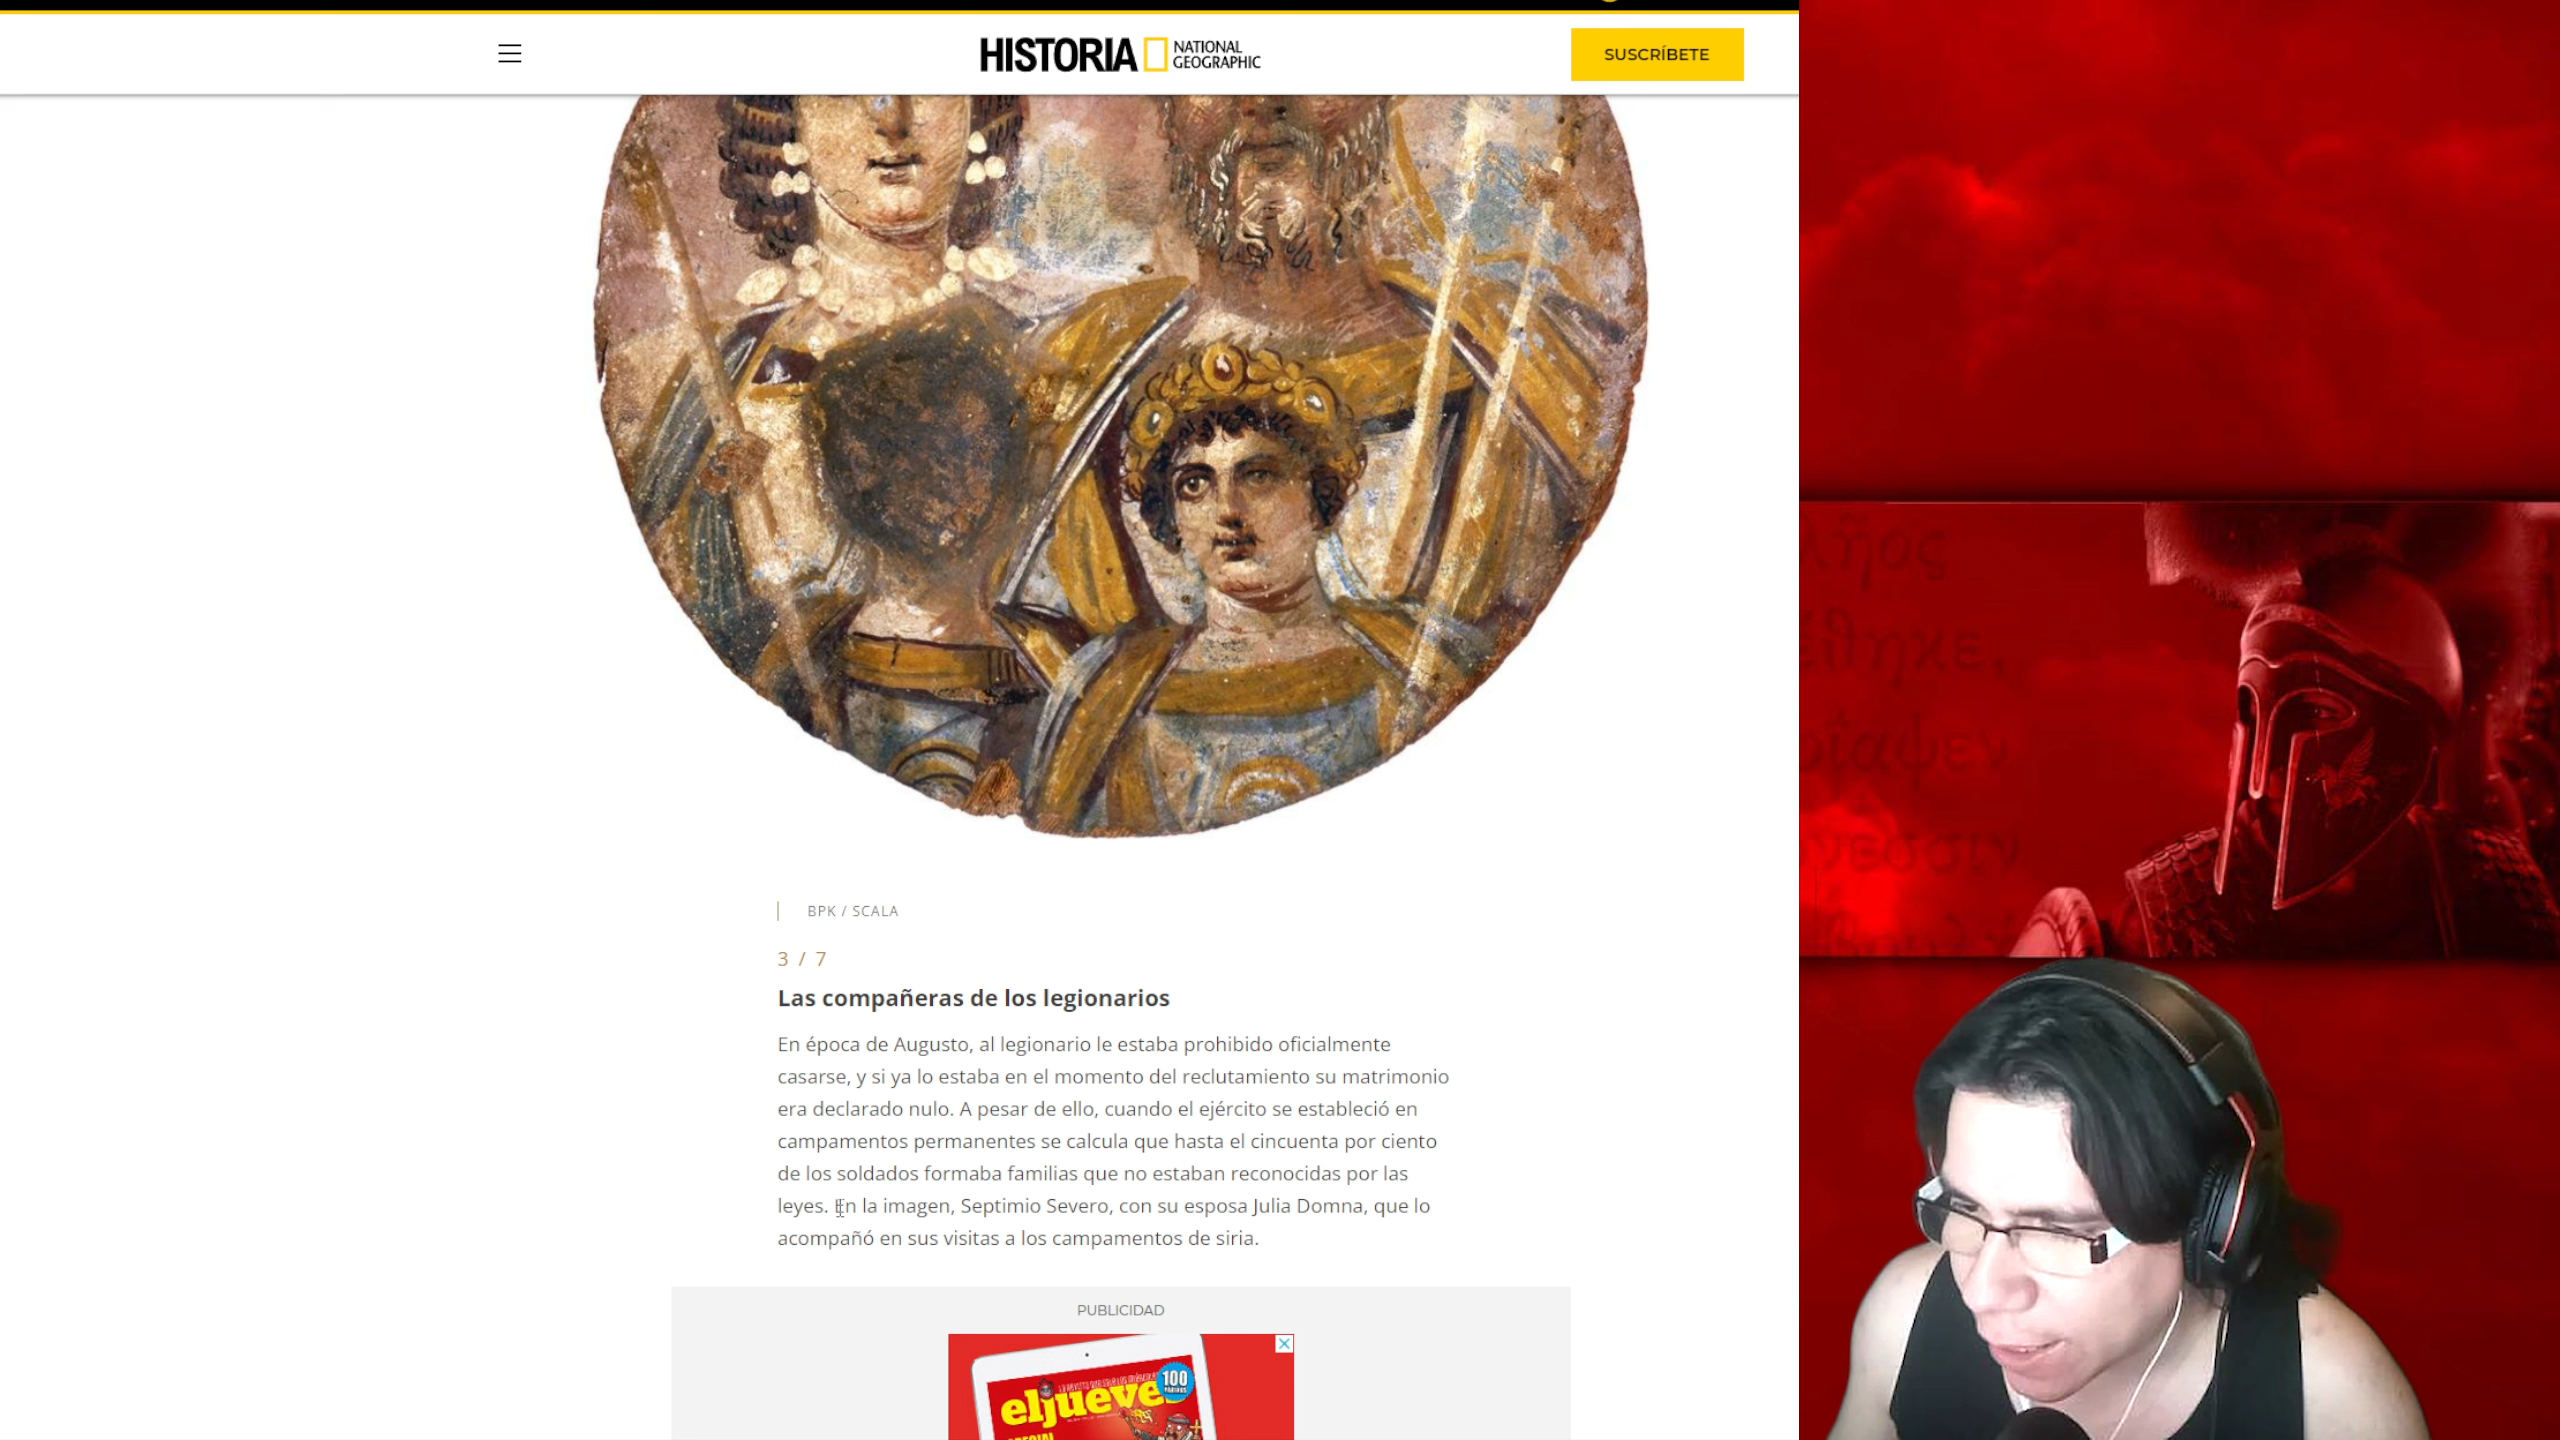 HISTORIA
NATIONAL
GEOGRAPHIC
SUSCRÍBETE
BPK / SCALA
3 / 7
Las compañeras de los legionarios
En época de Augusto, al legionario le estaba prohibido oficialmente
casarse, y si ya lo estaba en el momento del reclutamiento su matrimonio
era declarado nulo. A pesar de ello, cuando el ejército se estableció en
campamentos permanentes se calcula que hasta el cincuenta por ciento
de los soldados formaba familias que no estaban reconocidas por las
leyes. En la imagen, Septimio Severo, con su esposa Julia Domna, que lo
acompañó en sus visitas a los campamentos de siria.
PUBLICIDAD
eljueves
100
PÁGINAS
έθηκε,
νεσσιν